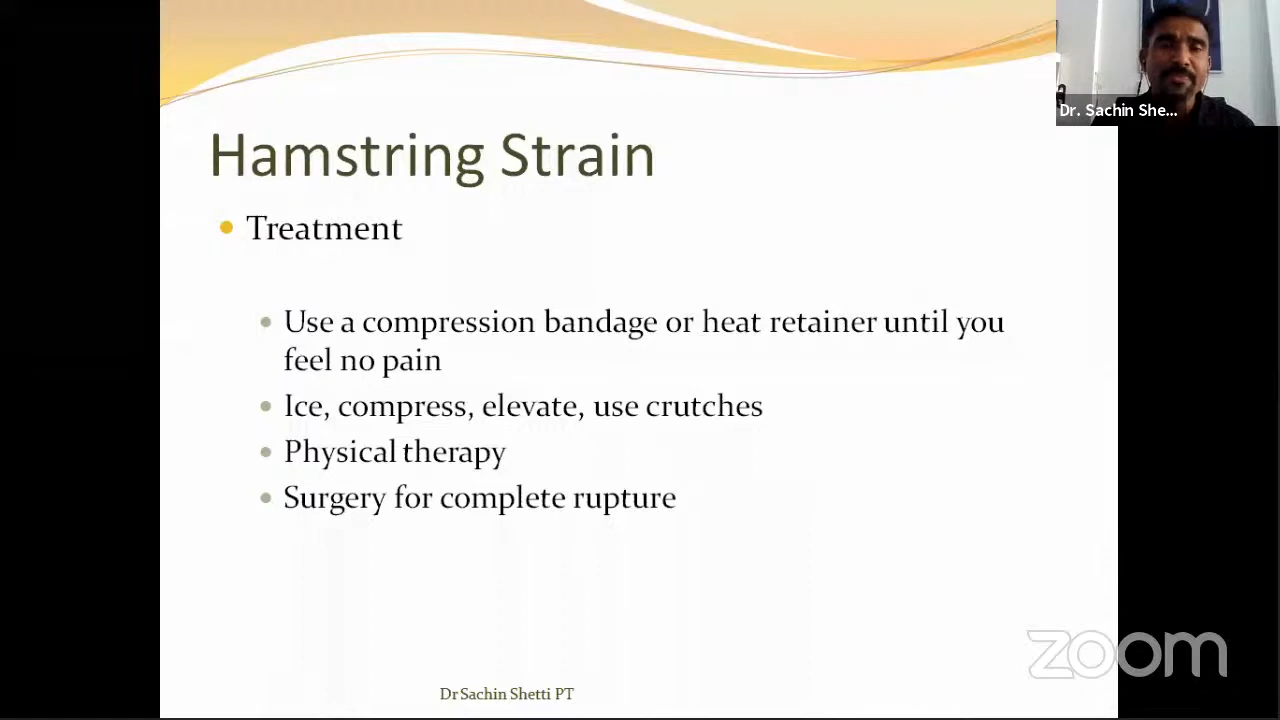 Dr. Sachin She...
Hamstring Strain
Treatment
Use a compression bandage or heat retainer until you
feel no pain
Ice, compress, elevate, use crutches
Physical therapy
Surgery for complete rupture
zoom
Dr Sachin Shetti PT